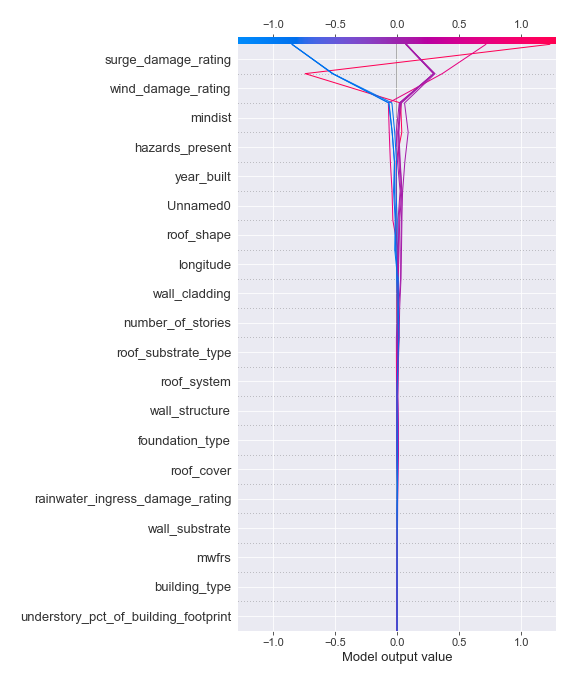 −1.0 −0.5 0.0 0.5 1.0
surge_damage_rating
wind_damage_rating
mindist
hazards_present
year_built
Unnamed0
roof_shape
longitude
wall_cladding
number_of_stories
roof_substrate_type
roof_system
wall_structure
foundation_type
roof_cover
rainwater_ingress_damage_rating
wall_substrate
mwfrs
building_type
understory_pct_of_building_footprint
−1.0 −0.5 0.0 0.5 1.0
Model output value